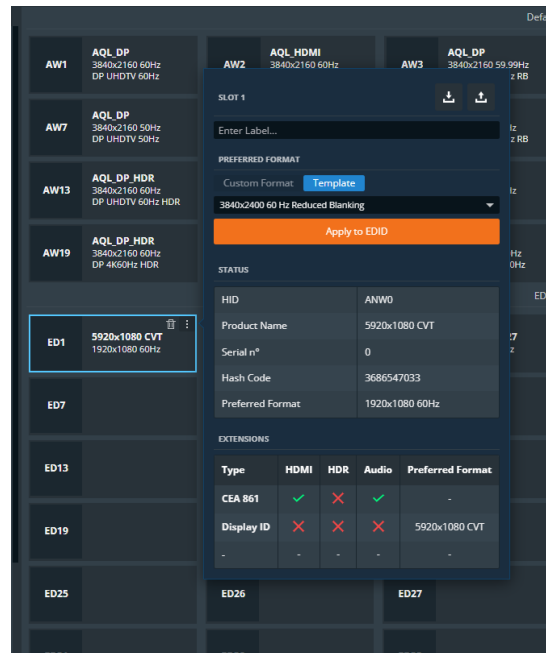 Defa
AW1
AQL_DP
3840x2160 60Hz
DP UHDTV 60Hz
AW2
AQL_HDMI
3840x2160 60Hz
AW3
AQL_DP
3840x2160 59.99Hz
z RB
AW7
AQL_DP
3840x2160 50Hz
DP UHDTV 50Hz
lz
z RB
AW13
AQL_DP_HDR
3840x2160 60Hz
DP UHDTV 60Hz HDR
lz
AW19
AQL_DP_HDR
3840x2160 60Hz
DP 4K60Hz HDR
Hz
0Hz
ED
SLOT 1
Enter Label...
PREFERRED FORMAT
Custom Format Template
3840x2400 60 Hz Reduced Blanking
Apply to EDID
STATUS
HID ANW0
Product Name 5920x1080 CVT
Serial n° 0
Hash Code 3686547033
Preferred Format 1920x1080 60Hz
EXTENSIONS
Type HDMI HDR Audio Preferred Format
CEA 861 -
Display ID 5920x1080 CVT
- - - - -
ED1
5920x1080 CVT
1920x1080 60Hz
7
z
ED7
ED13
ED19
ED25 ED26 ED27